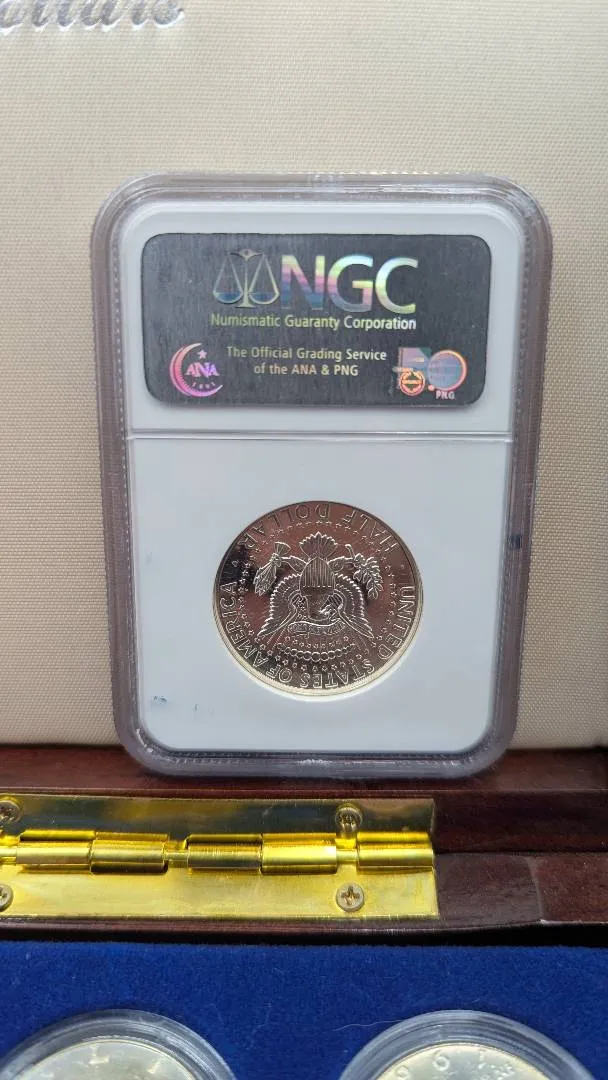 NGC
Numismatic Guaranty Corporation
The Official Grading Service
of the ANA & PNG
ANA
1891
PNG
UNITED STATES OF AMERICA
HALF DOLLAR